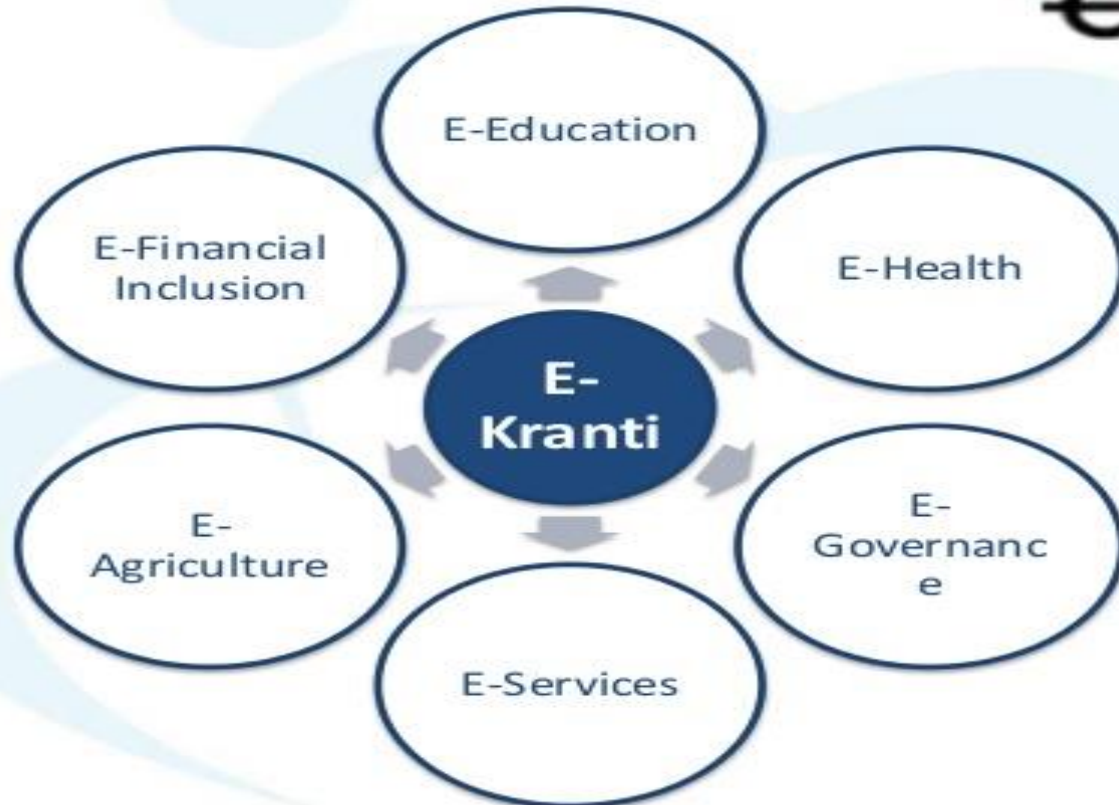 E-Education
E-Financial
Inclusion
E-Health
E-
Kranti
E-
Agriculture
E-
Governanc
e
E-Services